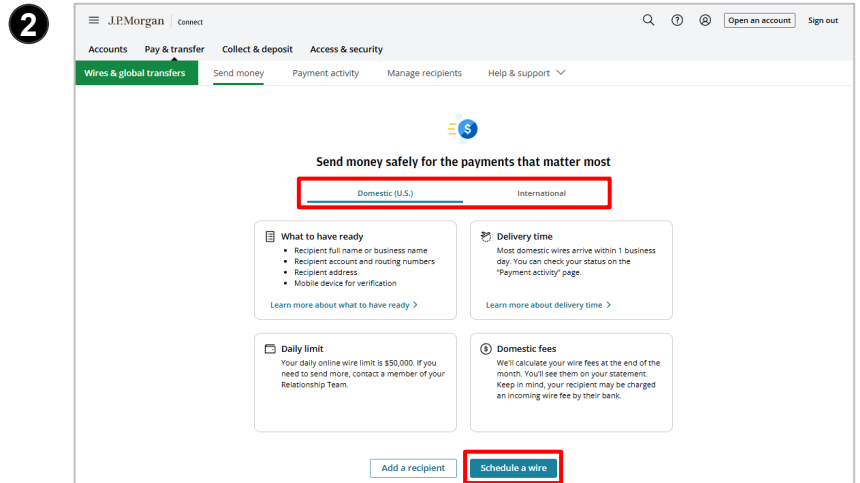 2
J.P.Morgan | Connect
Open an account
Sign out
Accounts Pay & transfer Collect & deposit Access & security
Wires & global transfers Send money Payment activity Manage recipients Help & support
$
Send money safely for the payments that matter most
Domestic (U.S.) International
What to have ready
• Recipient full name or business name
• Recipient account and routing numbers
• Recipient address
• Mobile device for verification
Learn more about what to have ready >
Delivery time
Most domestic wires arrive within 1 business
day. You can check your status on the
"Payment activity" page.
Learn more about delivery time >
Daily limit
Your daily online wire limit is $50,000. If you
need to send more, contact a member of your
Relationship Team.
$ Domestic fees
We'll calculate your wire fees at the end of the
month. You'll see them on your statement.
Keep in mind, your recipient may be charged
an incoming wire fee by their bank.
Add a recipient Schedule a wire